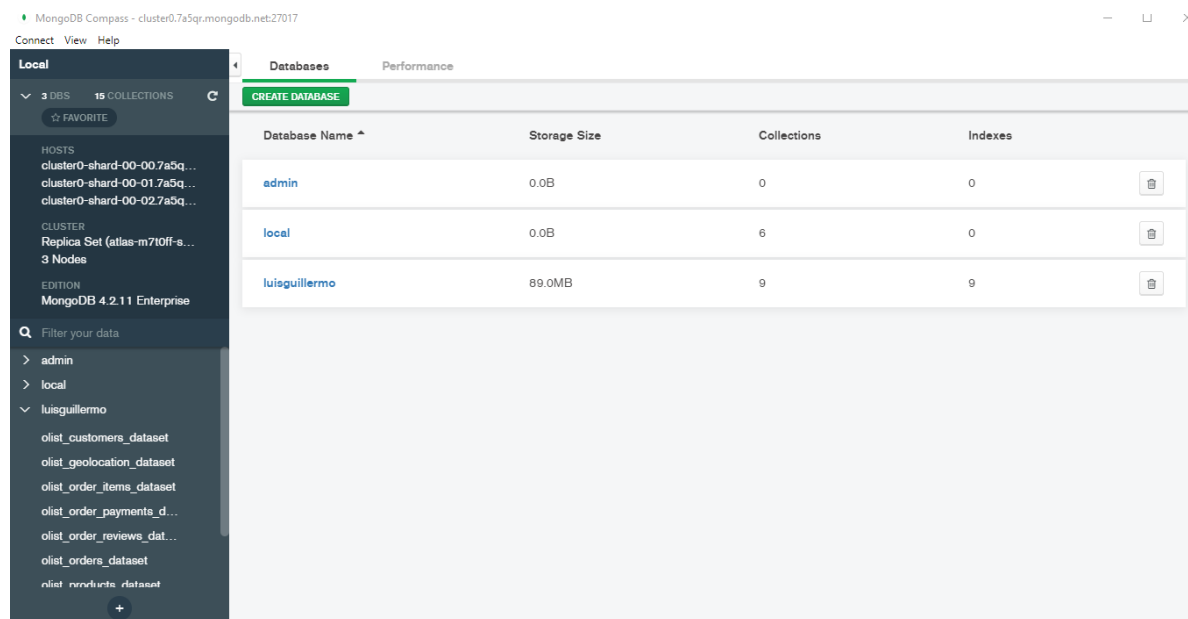 MongoDB Compass - cluster0.7a5qr.mongodb.net:27017
Connect View Help
Local
3 DBS 15 COLLECTIONS
☆ FAVORITE
HOSTS
cluster0-shard-00-00.7a5q...
cluster0-shard-00-01.7a5q...
cluster0-shard-00-02.7a5q...
CLUSTER
Replica Set (atlas-m7t0ff-s...
3 Nodes
EDITION
MongoDB 4.2.11 Enterprise
Filter your data
admin
local
luisguillermo
olist_customers_dataset
olist_geolocation_dataset
olist_order_items_dataset
olist_order_payments_d...
olist_order_reviews_dat...
olist_orders_dataset
olist_products_dataset
+
Databases Performance
CREATE DATABASE
Database Name Storage Size Collections Indexes
admin 0.0B 0 0
local 0.0B 6 0
luisguillermo 89.0MB 9 9